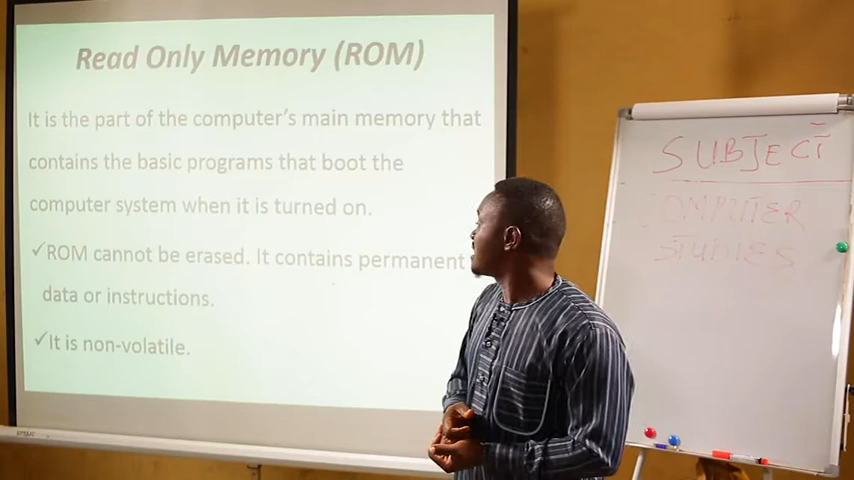 Read Only Memory (ROM)
It is the part of the computer's main memory that
contains the basic programs that boot the
computer system when it is turned on.
✓ROM cannot be erased. It contains permanent
data or instructions.
✓It is non-volatile.
SUBJECT
COMPUTER
STUDIES